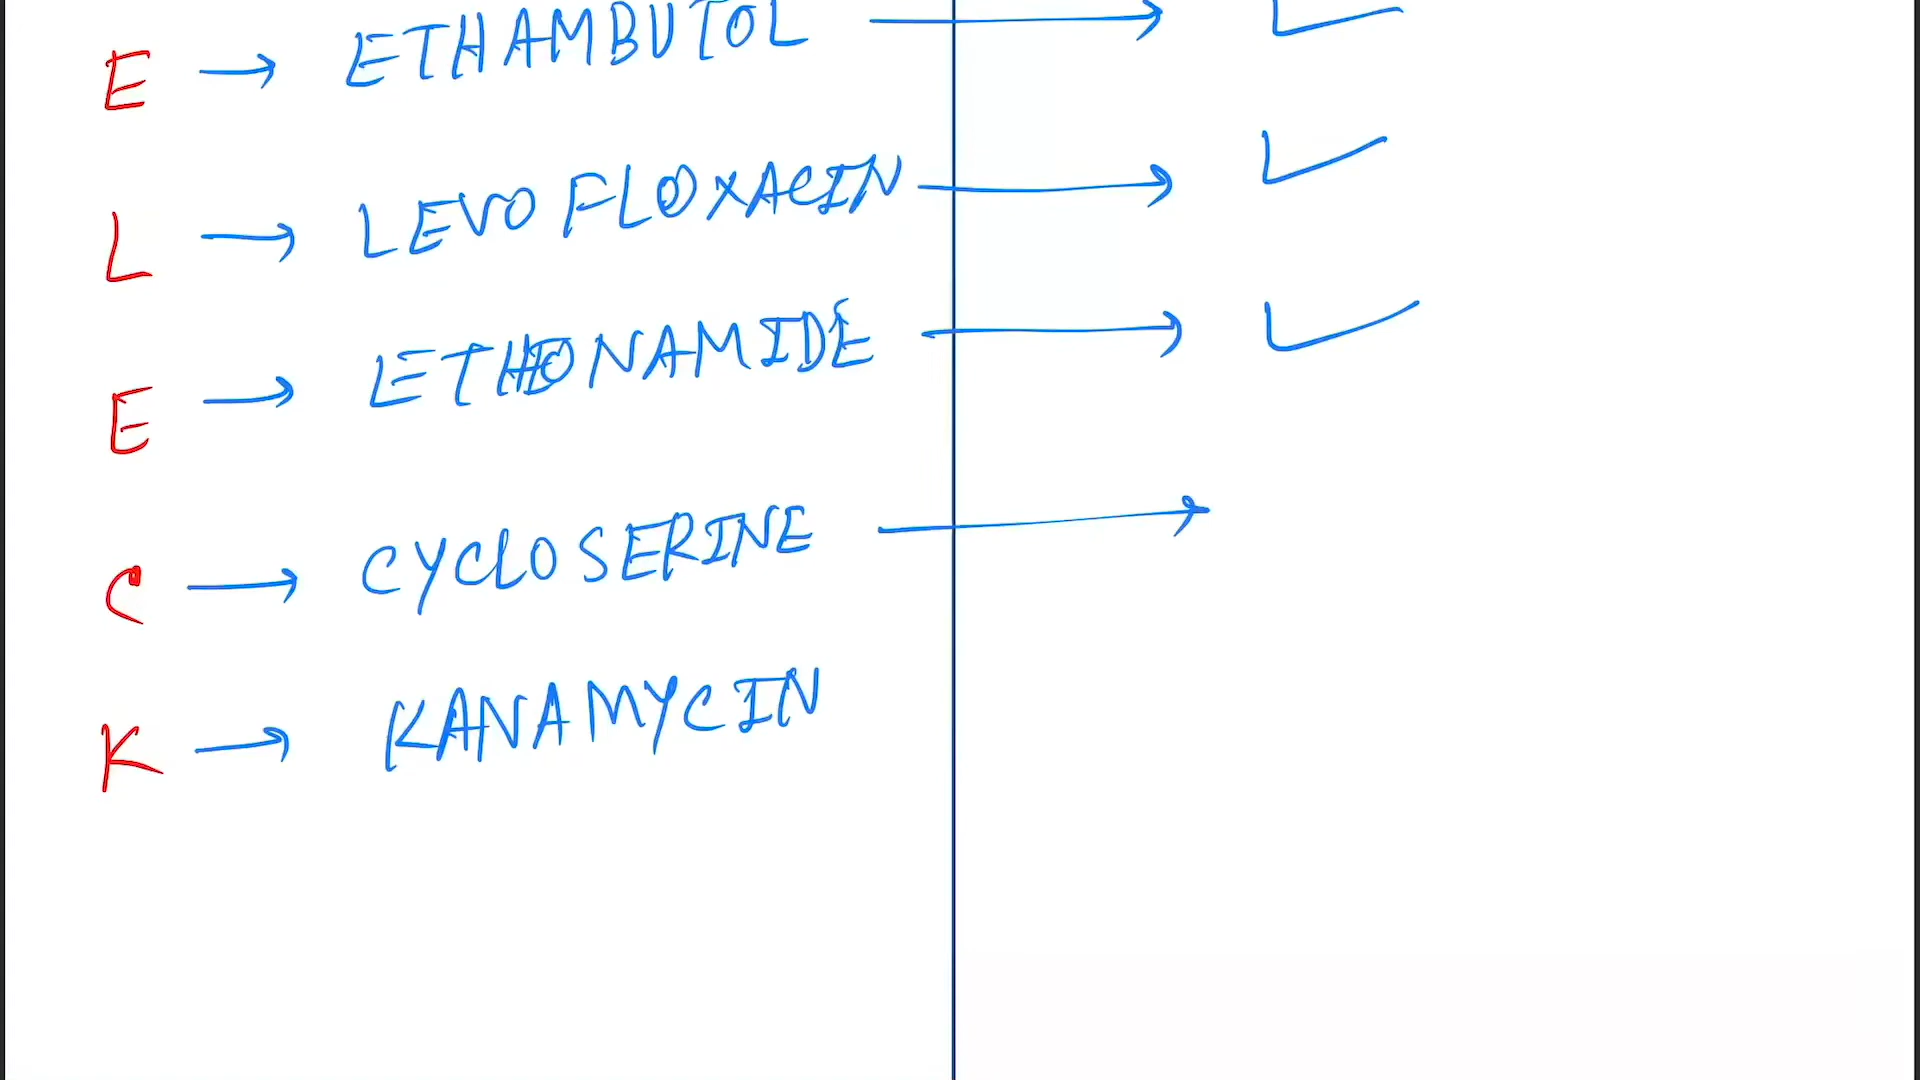 E → ETHAMBUTOL → ✓
L → LEVOFLOXACIN → ✓
E → ETHIONAMIDE → ✓
C → CYCLOSERINE →
K → KANAMYCIN